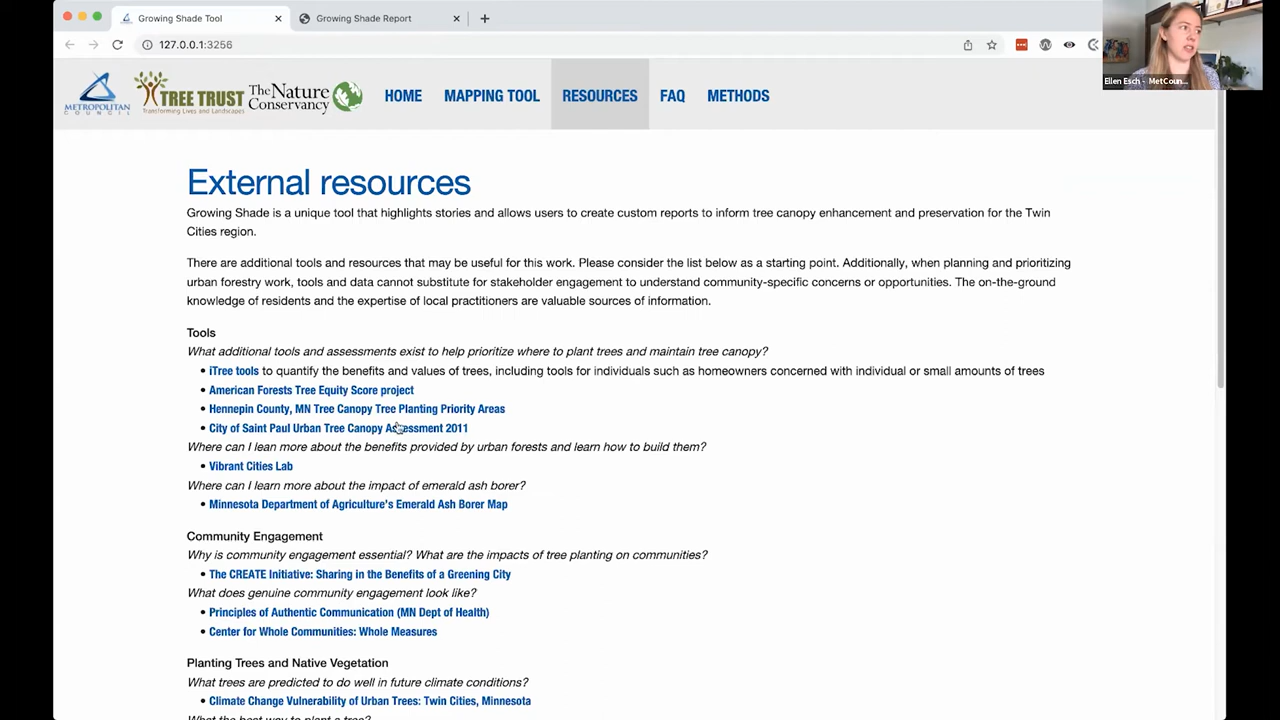 Growing Shade Tool
Growing Shade Report
127.0.0.1:3256
Ellen Esch - MetCoun...
METROPOLITAN
COUNCIL
TREE TRUST
Transforming Lives and Landscapes
The Nature
Conservancy
HOME
MAPPING TOOL
RESOURCES
FAQ
METHODS
External resources
Growing Shade is a unique tool that highlights stories and allows users to create custom reports to inform tree canopy enhancement and preservation for the Twin
Cities region.
There are additional tools and resources that may be useful for this work. Please consider the list below as a starting point. Additionally, when planning and prioritizing
urban forestry work, tools and data cannot substitute for stakeholder engagement to understand community-specific concerns or opportunities. The on-the-ground
knowledge of residents and the expertise of local practitioners are valuable sources of information.
Tools
What additional tools and assessments exist to help prioritize where to plant trees and maintain tree canopy?
• iTree tools to quantify the benefits and values of trees, including tools for individuals such as homeowners concerned with individual or small amounts of trees
• American Forests Tree Equity Score project
• Hennepin County, MN Tree Canopy Tree Planting Priority Areas
• City of Saint Paul Urban Tree Canopy Assessment 2011
Where can I lean more about the benefits provided by urban forests and learn how to build them?
• Vibrant Cities Lab
Where can I learn more about the impact of emerald ash borer?
• Minnesota Department of Agriculture's Emerald Ash Borer Map
Community Engagement
Why is community engagement essential? What are the impacts of tree planting on communities?
• The CREATE Initiative: Sharing in the Benefits of a Greening City
What does genuine community engagement look like?
• Principles of Authentic Communication (MN Dept of Health)
• Center for Whole Communities: Whole Measures
Planting Trees and Native Vegetation
What trees are predicted to do well in future climate conditions?
• Climate Change Vulnerability of Urban Trees: Twin Cities, Minnesota
What the best way to plant a tree?